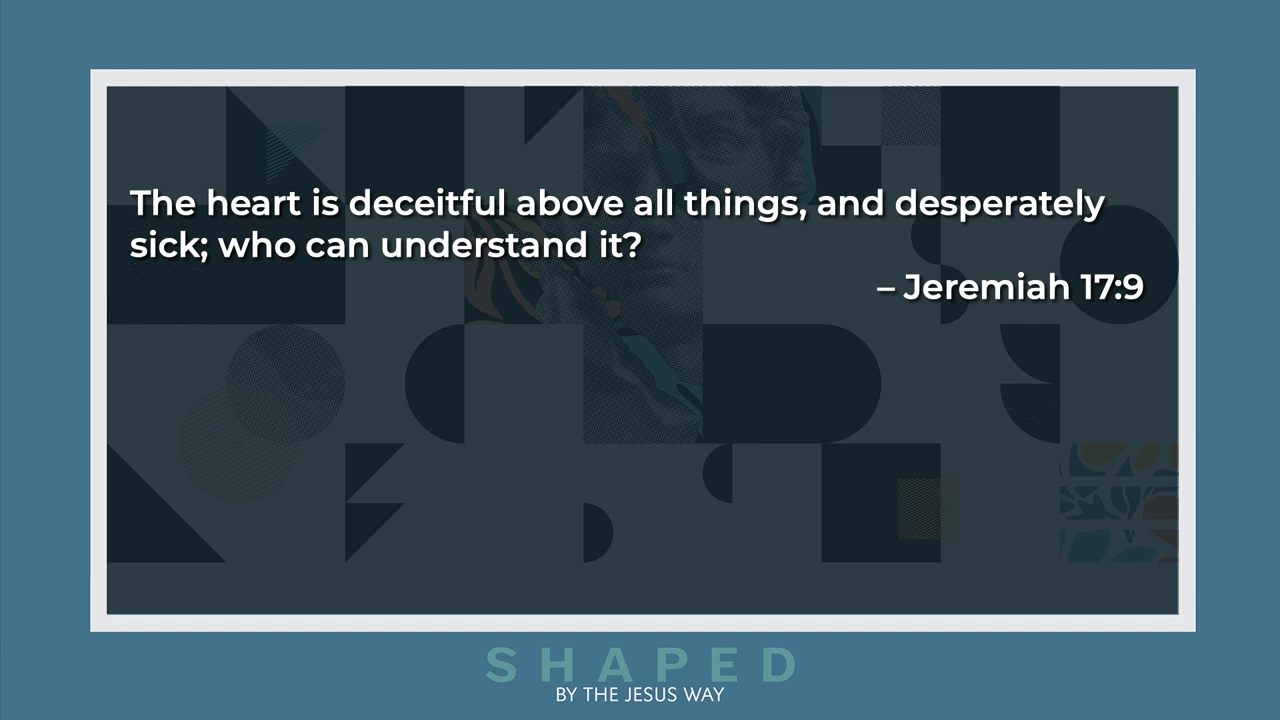 The heart is deceitful above all things, and desperately
sick; who can understand it?
– Jeremiah 17:9
SHAPED
BY THE JESUS WAY